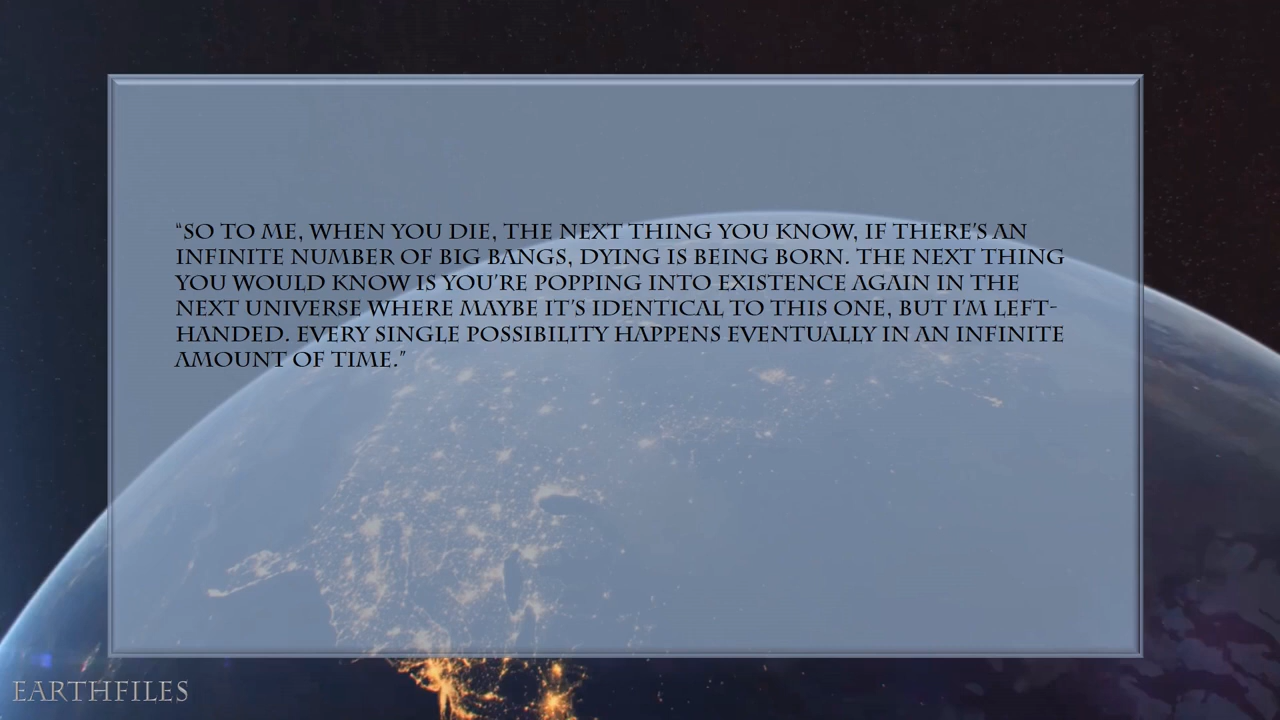 "SO TO ME, WHEN YOU DIE, THE NEXT THING YOU KNOW, IF THERE'S AN
INFINITE NUMBER OF BIG BANGS, DYING IS BEING BORN. THE NEXT THING
YOU WOULD KNOW IS YOU'RE POPPING INTO EXISTENCE AGAIN IN THE
NEXT UNIVERSE WHERE MAYBE IT'S IDENTICAL TO THIS ONE, BUT I'M LEFT-
HANDED. EVERY SINGLE POSSIBILITY HAPPENS EVENTUALLY IN AN INFINITE
AMOUNT OF TIME."
EARTHFILES